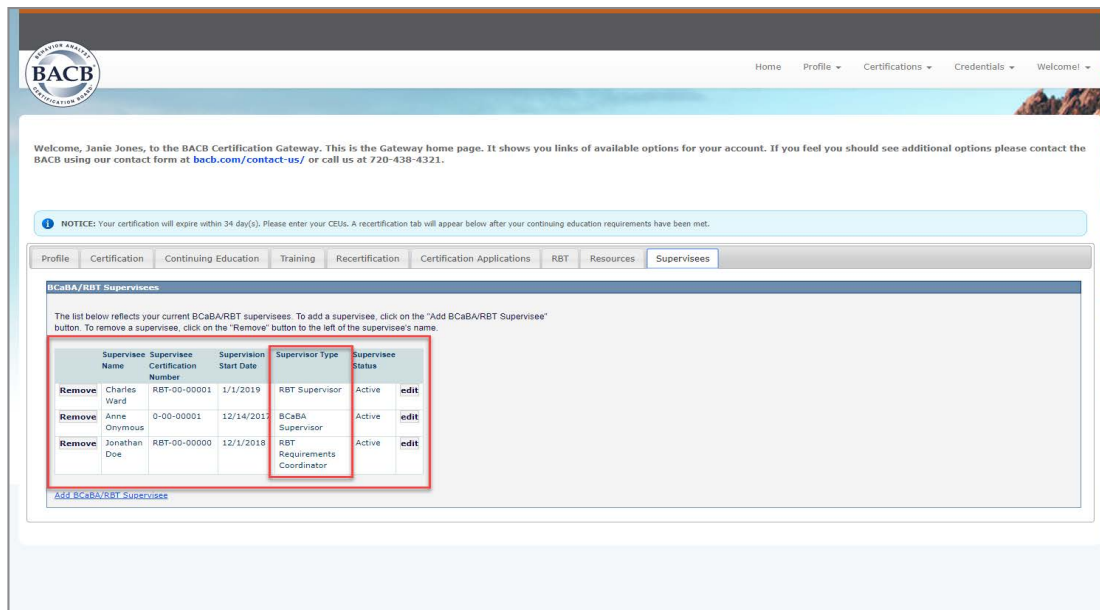 BEHAVIOR ANALYST
BACB
CERTIFICATION BOARD
Home Profile Certifications Credentials Welcome!
Welcome, Janie Jones, to the BACB Certification Gateway. This is the Gateway home page. It shows you links of available options for your account. If you feel you should see additional options please contact the
BACB using our contact form at bacb.com/contact-us/ or call us at 720-438-4321.
NOTICE: Your certification will expire within 34 day(s). Please enter your CEUs. A recertification tab will appear below after your continuing education requirements have been met.
Profile Certification Continuing Education Training Recertification Certification Applications RBT Resources Supervisees
BCaBA/RBT Supervisees
The list below reflects your current BCaBA/RBT supervisees. To add a supervisee, click on the "Add BCaBA/RBT Supervisee"
button. To remove a supervisee, click on the "Remove" button to the left of the supervisee's name.
Supervisee Supervisee Supervision Supervisor Type Supervisee
Name Certification Start Date Status
Number
Remove Charles RBT-00-00001 1/1/2019 RBT Supervisor Active edit
Ward
Remove Anne 0-00-00001 12/14/2017 BCaBA Active edit
Onymous Supervisor
Remove Jonathan RBT-00-00000 12/1/2018 RBT Active edit
Doe Requirements
Coordinator
Add BCaBA/RBT Supervisee